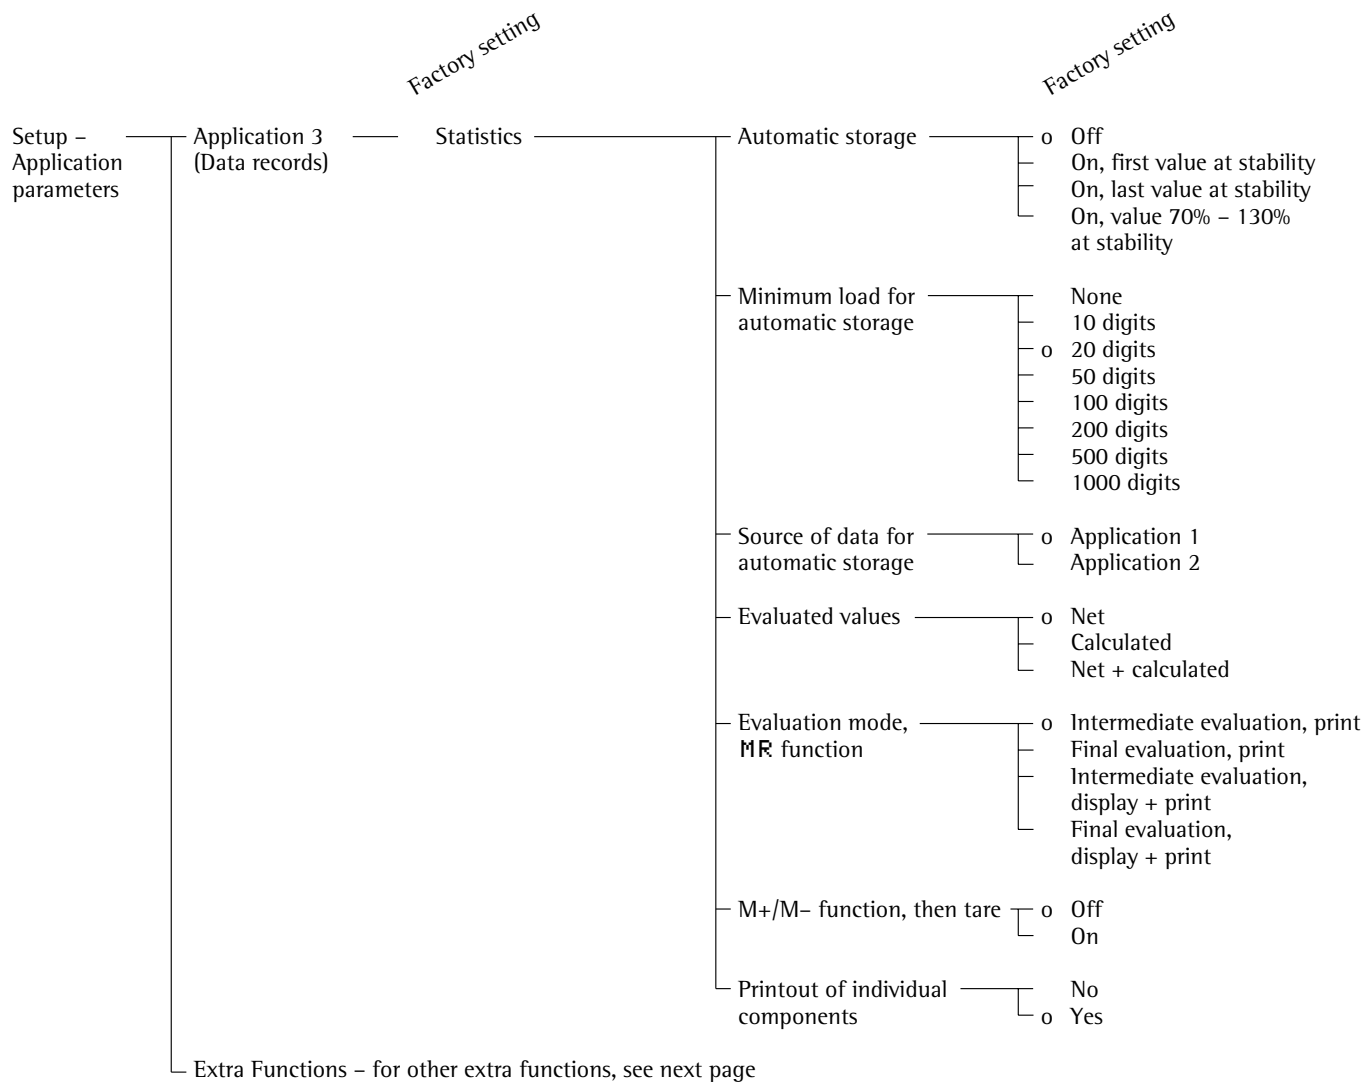 Factory setting
Factory setting
Setup –
Application
parameters
Application 3
(Data records)
Statistics
Automatic storage
o Off
On, first value at stability
On, last value at stability
On, value 70% – 130%
at stability
Minimum load for
automatic storage
None
10 digits
o 20 digits
50 digits
100 digits
200 digits
500 digits
1000 digits
Source of data for
automatic storage
o Application 1
Application 2
Evaluated values
o Net
Calculated
Net + calculated
Evaluation mode,
MR function
o Intermediate evaluation, print
Final evaluation, print
Intermediate evaluation,
display + print
Final evaluation,
display + print
M+/M– function, then tare
o Off
On
Printout of individual
components
No
o Yes
Extra Functions – for other extra functions, see next page